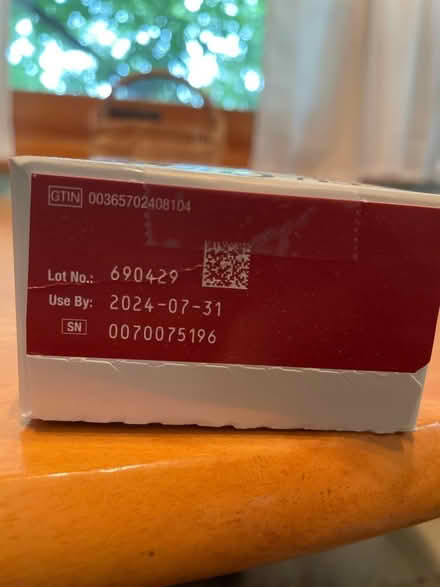 GTIN 00365702408104
Lot No.: 690429
Use By: 2024-07-31
SN 0070075196